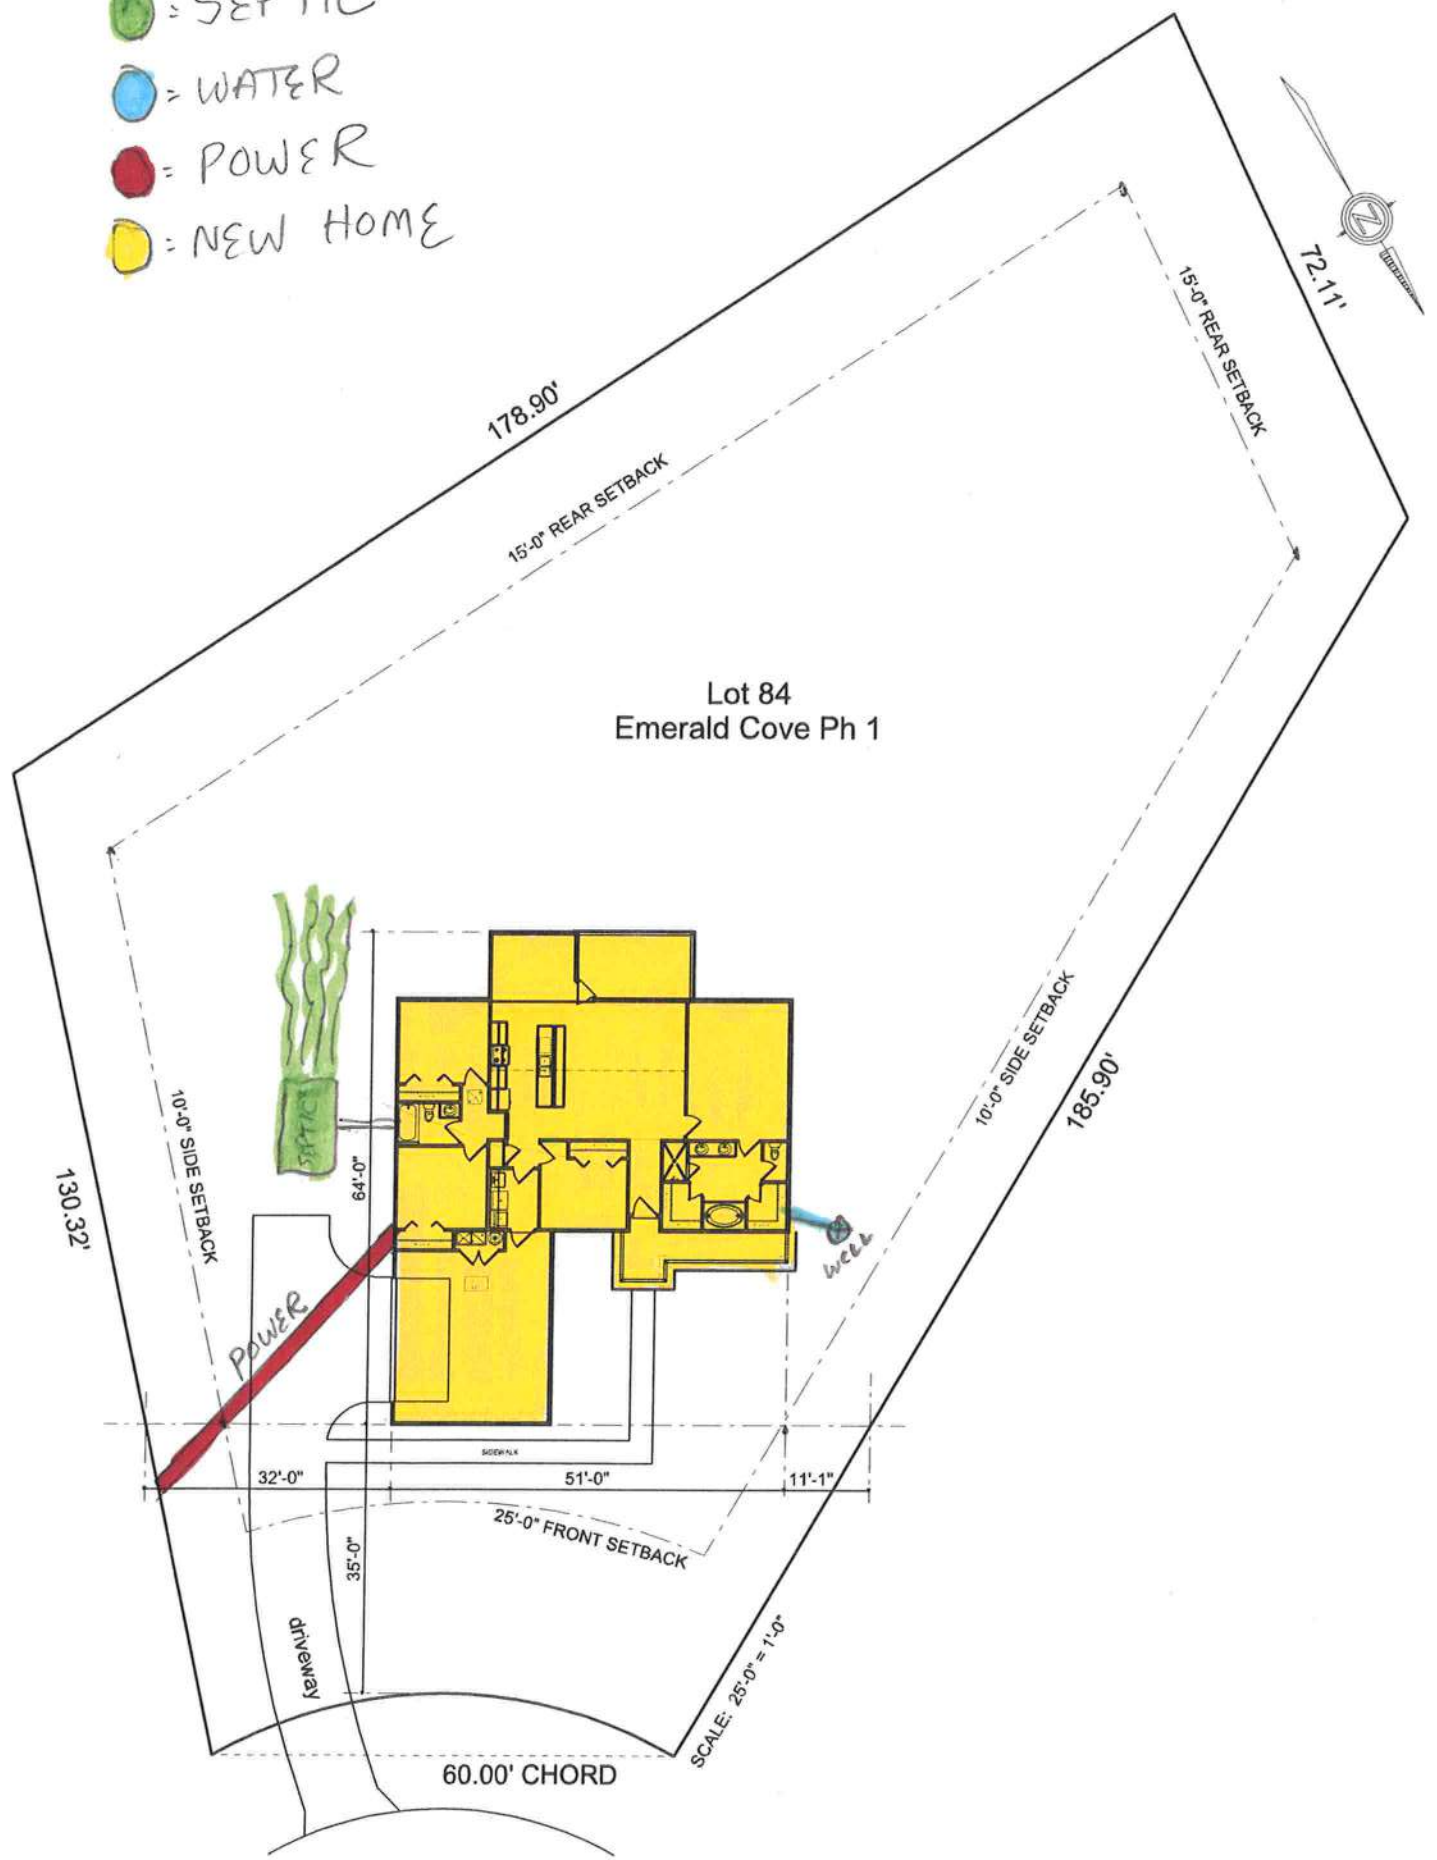 = SEPTIC
= WATER
= POWER
= NEW HOME
N
72.11'
15'-0" REAR SETBACK
178.90'
15'-0" REAR SETBACK
Lot 84
Emerald Cove Ph 1
10'-0" SIDE SETBACK
185.90'
10'-0" SIDE SETBACK
130.32'
SEPTIC
64'-0"
WELL
POWER
SIDEWALK
32'-0"
51'-0"
11'-1"
25'-0" FRONT SETBACK
35'-0"
driveway
SCALE: 25'-0" = 1'-0"
60.00' CHORD